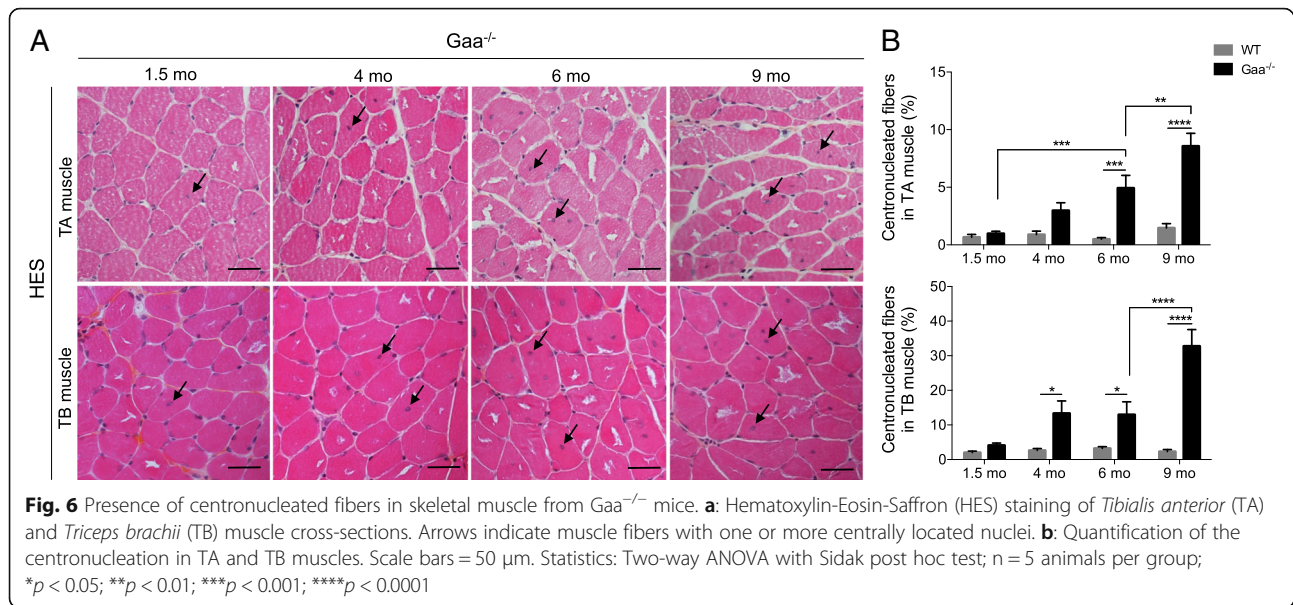 A
Gaa-/-
1.5 mo 4 mo 6 mo 9 mo
HES
TA muscle
TB muscle
B
WT
Gaa-/-
Centronucleated fibers
in TA muscle (%)
15
10
5
0
***
***
**
****
1.5 mo 4 mo 6 mo 9 mo
Centronucleated fibers
in TB muscle (%)
50
40
30
20
10
0
*
*
****
****
1.5 mo 4 mo 6 mo 9 mo
Fig. 6 Presence of centronucleated fibers in skeletal muscle from Gaa−/− mice. a: Hematoxylin-Eosin-Saffron (HES) staining of Tibialis anterior (TA)
and Triceps brachii (TB) muscle cross-sections. Arrows indicate muscle fibers with one or more centrally located nuclei. b: Quantification of the
centronucleation in TA and TB muscles. Scale bars = 50 μm. Statistics: Two-way ANOVA with Sidak post hoc test; n = 5 animals per group;
*p < 0.05; **p < 0.01; ***p < 0.001; ****p < 0.0001